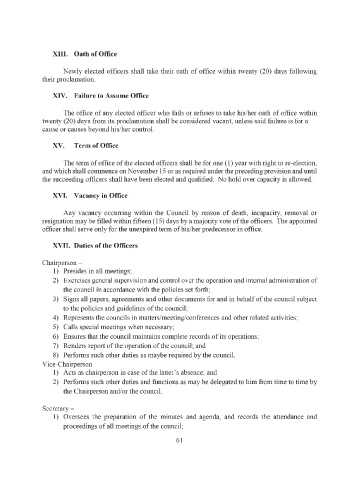 XIII. Oath of Office
Newly elected officers shall take their oath of office within twenty (20) days following
their proclamation.
XIV. Failure to Assume Office
The office of any elected officer who fails or refuses to take his/her oath of office within
twenty (20) days from its proclamation shall be considered vacant, unless said failure is for a
cause or causes beyond his/her control.
XV. Term of Office
The term of office of the elected officers shall be for one (1) year with right to re-election,
and which shall commence on November 15 or as required under the preceding provision and until
the succeeding officers shall have been elected and qualified. No hold over capacity is allowed.
XVI. Vacancy in Office
Any vacancy occurring within the Council by reason of death, incapacity, removal or
resignation may be filled within fifteen (15) days by a majority vote of the officers. The appointed
officer shall serve only for the unexpired term of his/her predecessor in office.
XVII. Duties of the Officers
Chairperson –
1) Presides in all meetings;
2) Exercises general supervision and control over the operation and internal administration of
the council in accordance with the policies set forth;
3) Signs all papers, agreements and other documents for and in behalf of the council subject
to the policies and guidelines of the council;
4) Represents the councils in matters/meeting/conferences and other related activities;
5) Calls special meetings when necessary;
6) Ensures that the council maintains complete records of its operations;
7) Renders report of the operation of the council; and
8) Performs such other duties as maybe required by the council.
Vice-Chairperson
1) Acts as chairperson in case of the latter's absence; and
2) Performs such other duties and functions as may be delegated to him from time to time by
the Chairperson and/or the council.
Secretary –
1) Oversees the preparation of the minutes and agenda, and records the attendance and
proceedings of all meetings of the council;
61